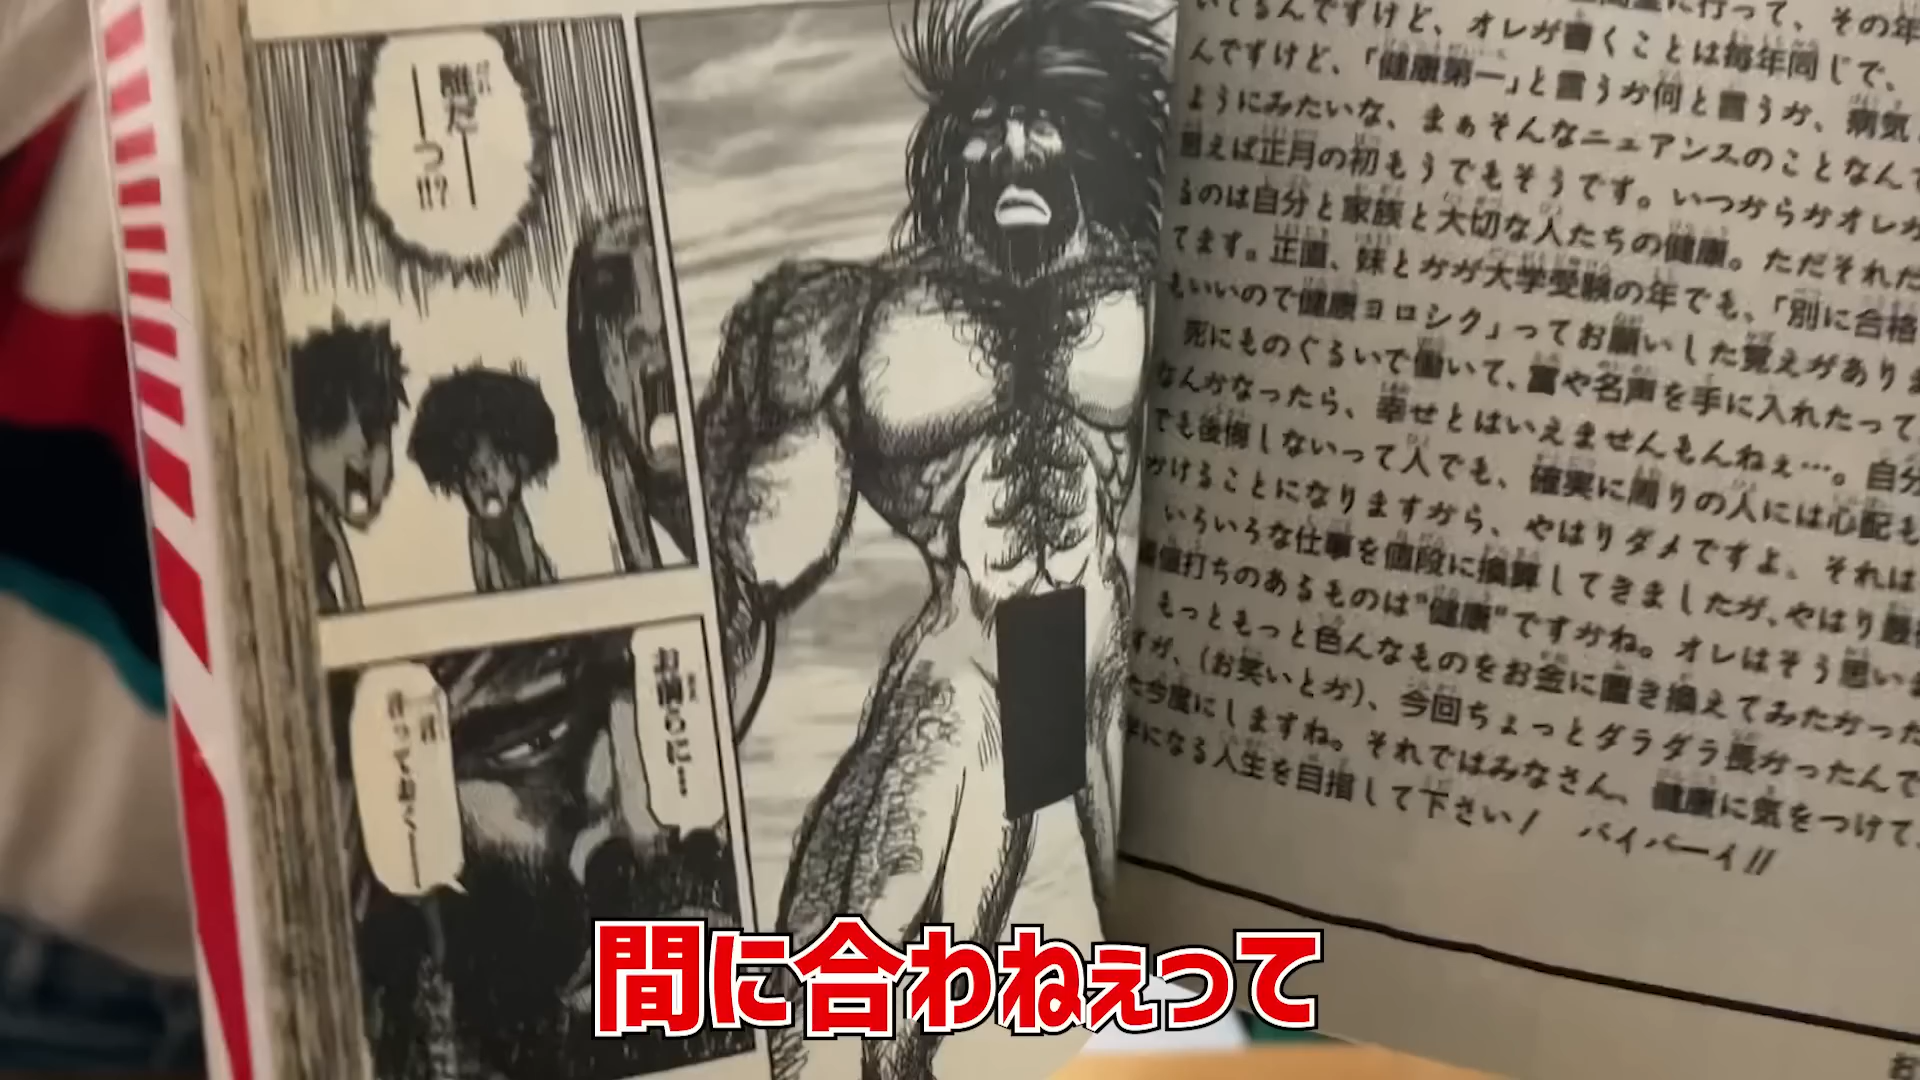 誰だ――
――っ!!?
お前らに…
言っておく――
に行って、その年
いてるんですけど、オレが書くことは毎年同じで、
んですけど、「健康第一」と言うか何と言うか、病気
ようにみたいな、まぁそんなニュアンスのことなんで
思えば正月の初もうでもそうです。いつからかオレが
るのは自分と家族と大切な人たちの健康。ただそれだ
てます。正直、妹とかが大学受験の年でも、「別に合格
もいいので健康ヨロシク」ってお願いした覚えがありま
死にものぐるいで働いて、富や名声を手に入れたって
なんかなったら、幸せとはいえませんもんねぇ…。自分
でも後悔しないって人でも、確実に周りの人には心配も
かけることになりますから、やはりダメですよ、それは
いろいろな仕事を値段に換算してきましたが、やはり最
値打ちのあるものは"健康"ですかね。オレはそう思いま
もっともっと色んなものをお金に置き換えてみたかった
すが、(お笑いとか)、今回ちょっとダラダラ長かったんで
た今度にしますね。それではみなさん、健康に気をつけて、
になる人生を目指して下さい! バイバーイ!!
お
間に合わねぇって